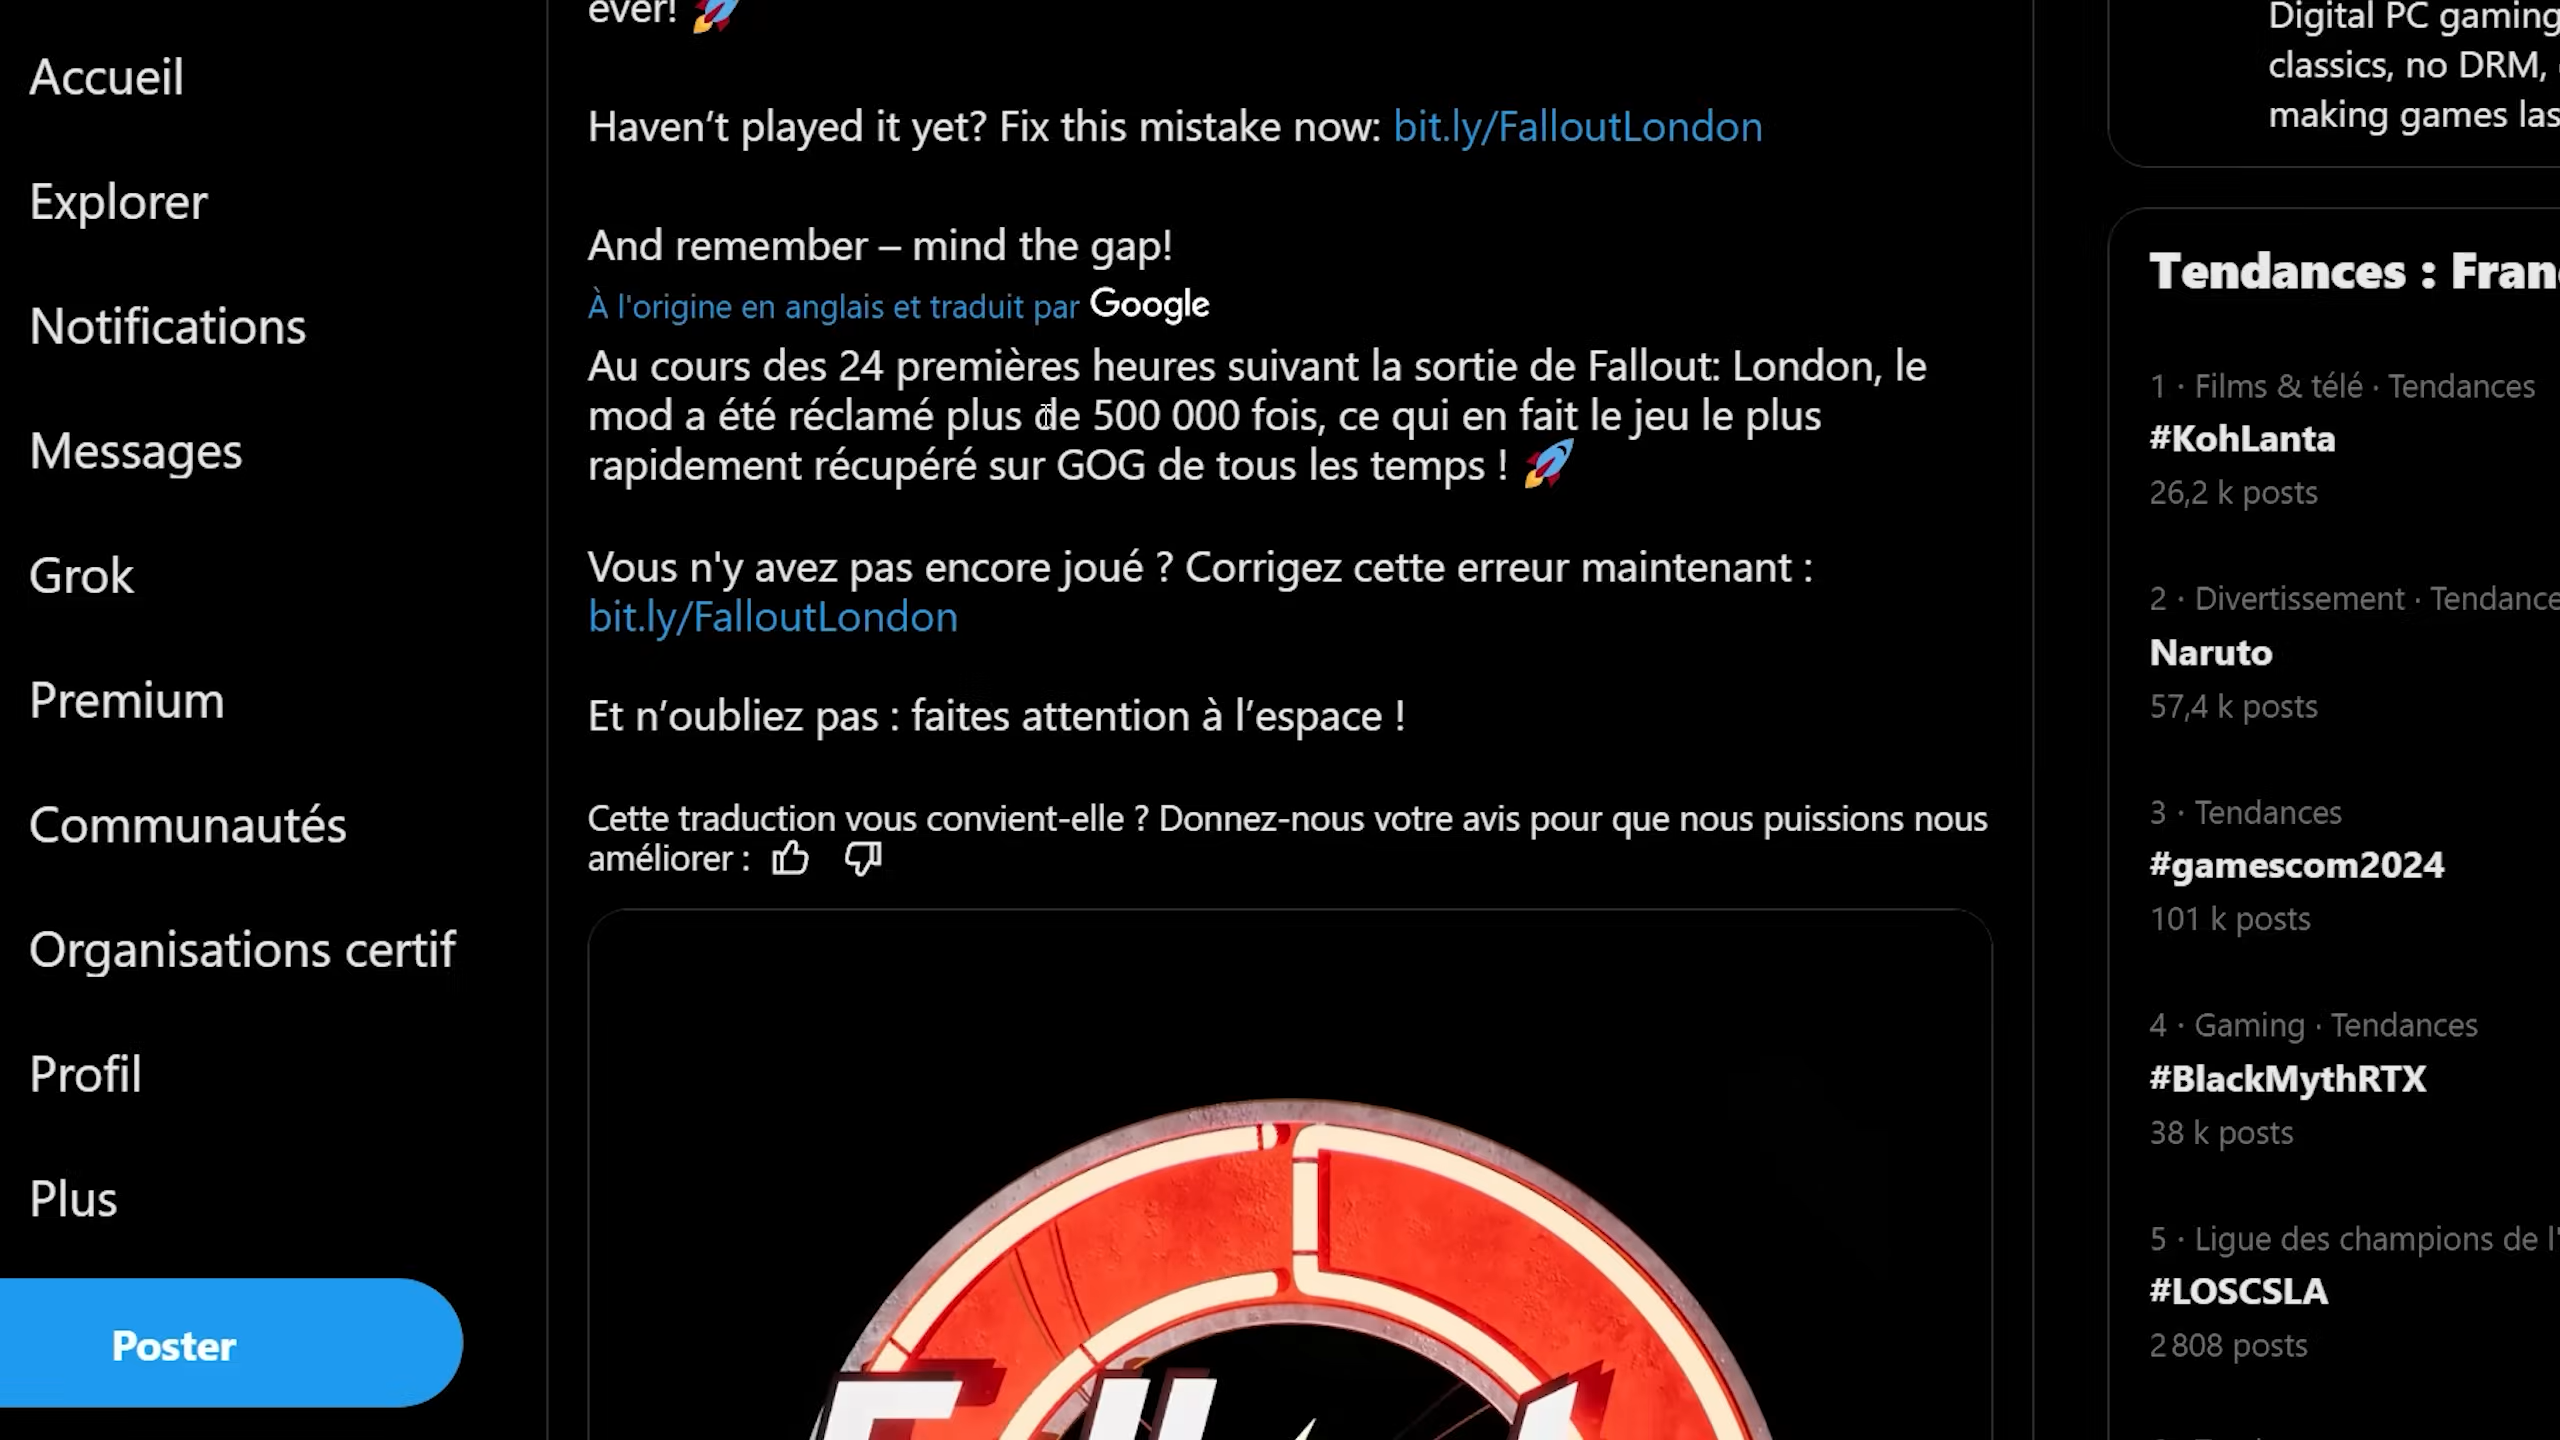 Accueil
Explorer
Notifications
Messages
Grok
Premium
Communautés
Organisations certif
Profil
Plus
Poster
ever! 🚀
Haven’t played it yet? Fix this mistake now: bit.ly/FalloutLondon
And remember – mind the gap!
À l'origine en anglais et traduit par Google
Au cours des 24 premières heures suivant la sortie de Fallout: London, le
mod a été réclamé plus de 500 000 fois, ce qui en fait le jeu le plus
rapidement récupéré sur GOG de tous les temps ! 🚀
Vous n'y avez pas encore joué ? Corrigez cette erreur maintenant :
bit.ly/FalloutLondon
Et n’oubliez pas : faites attention à l’espace !
Cette traduction vous convient-elle ? Donnez-nous votre avis pour que nous puissions nous
améliorer :
Digital PC gaming
classics, no DRM,
making games las
Tendances : Fran
1 · Films & télé · Tendances
#KohLanta
26,2 k posts
2 · Divertissement · Tendance
Naruto
57,4 k posts
3 · Tendances
#gamescom2024
101 k posts
4 · Gaming · Tendances
#BlackMythRTX
38 k posts
5 · Ligue des champions de l'
#LOSCSLA
2 808 posts